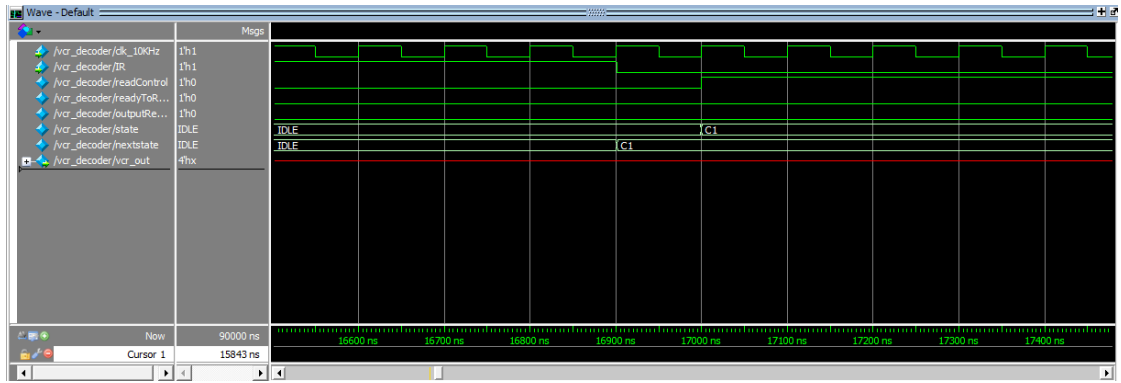 Wave - Default
Msgs
/vcr_decoder/clk_10KHz 1'h1
/vcr_decoder/IR 1'h1
/vcr_decoder/readControl 1'h0
/vcr_decoder/readyToR... 1'h0
/vcr_decoder/outputRe... 1'h0
/vcr_decoder/state IDLE IDLE C1
/vcr_decoder/nextstate IDLE IDLE C1
/vcr_decoder/vcr_out 4'hx
Now 90000 ns 16600 ns 16700 ns 16800 ns 16900 ns 17000 ns 17100 ns 17200 ns 17300 ns 17400 ns
Cursor 1 15843 ns